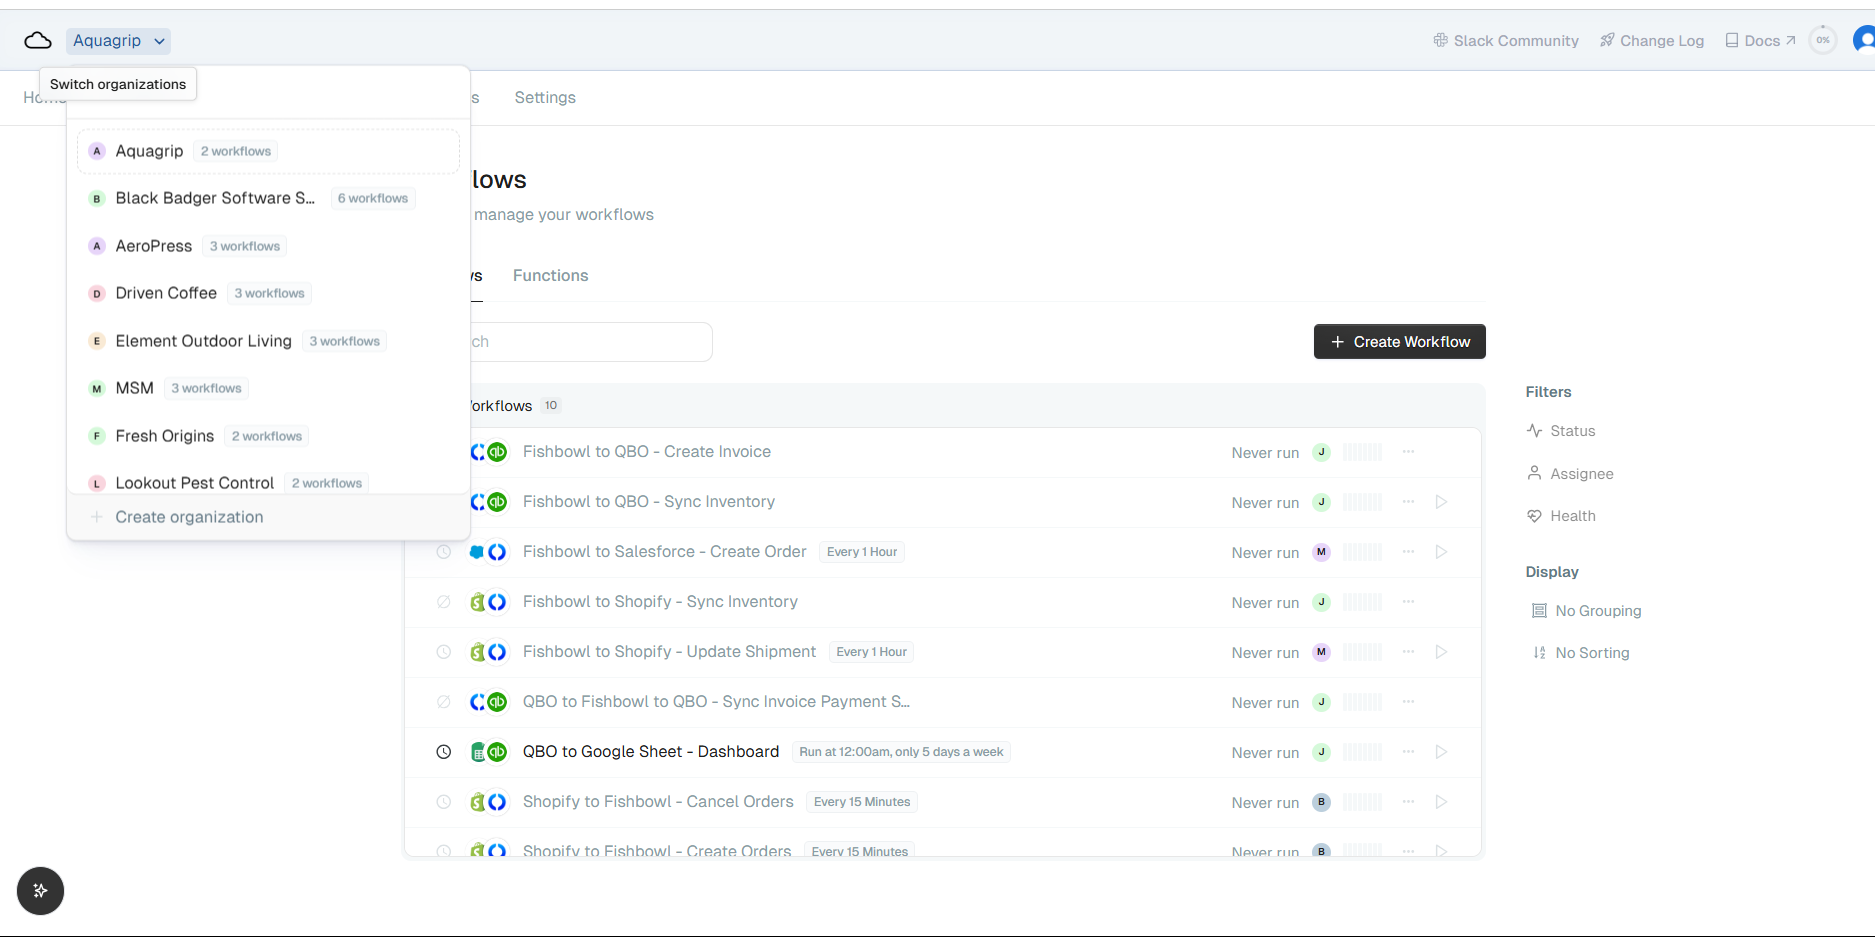 Aquagrip
Slack Community
Change Log
Docs
0%
Switch organizations
Settings
A Aquagrip 2 workflows
B Black Badger Software S... 6 workflows
A AeroPress 3 workflows
D Driven Coffee 3 workflows
E Element Outdoor Living 3 workflows
M MSM 3 workflows
F Fresh Origins 2 workflows
L Lookout Pest Control 2 workflows
+ Create organization
lows
manage your workflows
Functions
ch
+ Create Workflow
orkflows 10
qb Fishbowl to QBO - Create Invoice Never run J ...
qb Fishbowl to QBO - Sync Inventory Never run J ...
Fishbowl to Salesforce - Create Order Every 1 Hour Never run M ...
Fishbowl to Shopify - Sync Inventory Never run J ...
Fishbowl to Shopify - Update Shipment Every 1 Hour Never run M ...
qb QBO to Fishbowl to QBO - Sync Invoice Payment S... Never run J ...
qb QBO to Google Sheet - Dashboard Run at 12:00am, only 5 days a week Never run J ...
Shopify to Fishbowl - Cancel Orders Every 15 Minutes Never run B ...
Shopify to Fishbowl - Create Orders Every 15 Minutes Never run B ...
Filters
Status
Assignee
Health
Display
No Grouping
No Sorting